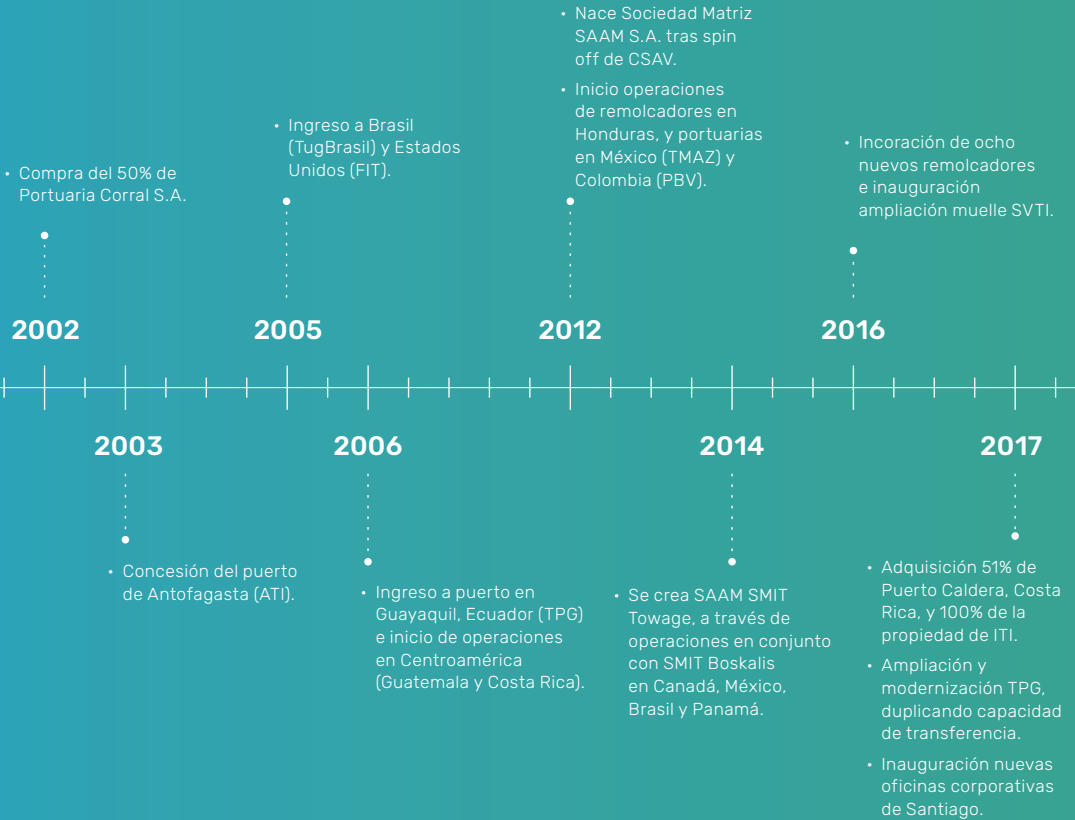 • Compra del 50% de
Portuaria Corral S.A.
2002
2003
• Concesión del puerto
de Antofagasta (ATI).
• Ingreso a Brasil
(TugBrasil) y Estados
Unidos (FIT).
2005
2006
• Ingreso a puerto en
Guayaquil, Ecuador (TPG)
e inicio de operaciones
en Centroamérica
(Guatemala y Costa Rica).
• Nace Sociedad Matriz
SAAM S.A. tras spin
off de CSAV.
• Inicio operaciones
de remolcadores en
Honduras, y portuarias
en México (TMAZ) y
Colombia (PBV).
2012
2014
• Se crea SAAM SMIT
Towage, a través de
operaciones en conjunto
con SMIT Boskalis
en Canadá, México,
Brasil y Panamá.
• Incoración de ocho
nuevos remolcadores
e inauguración
ampliación muelle SVTI.
2016
2017
• Adquisición 51% de
Puerto Caldera, Costa
Rica, y 100% de la
propiedad de ITI.
• Ampliación y
modernización TPG,
duplicando capacidad
de transferencia.
• Inauguración nuevas
oficinas corporativas
de Santiago.